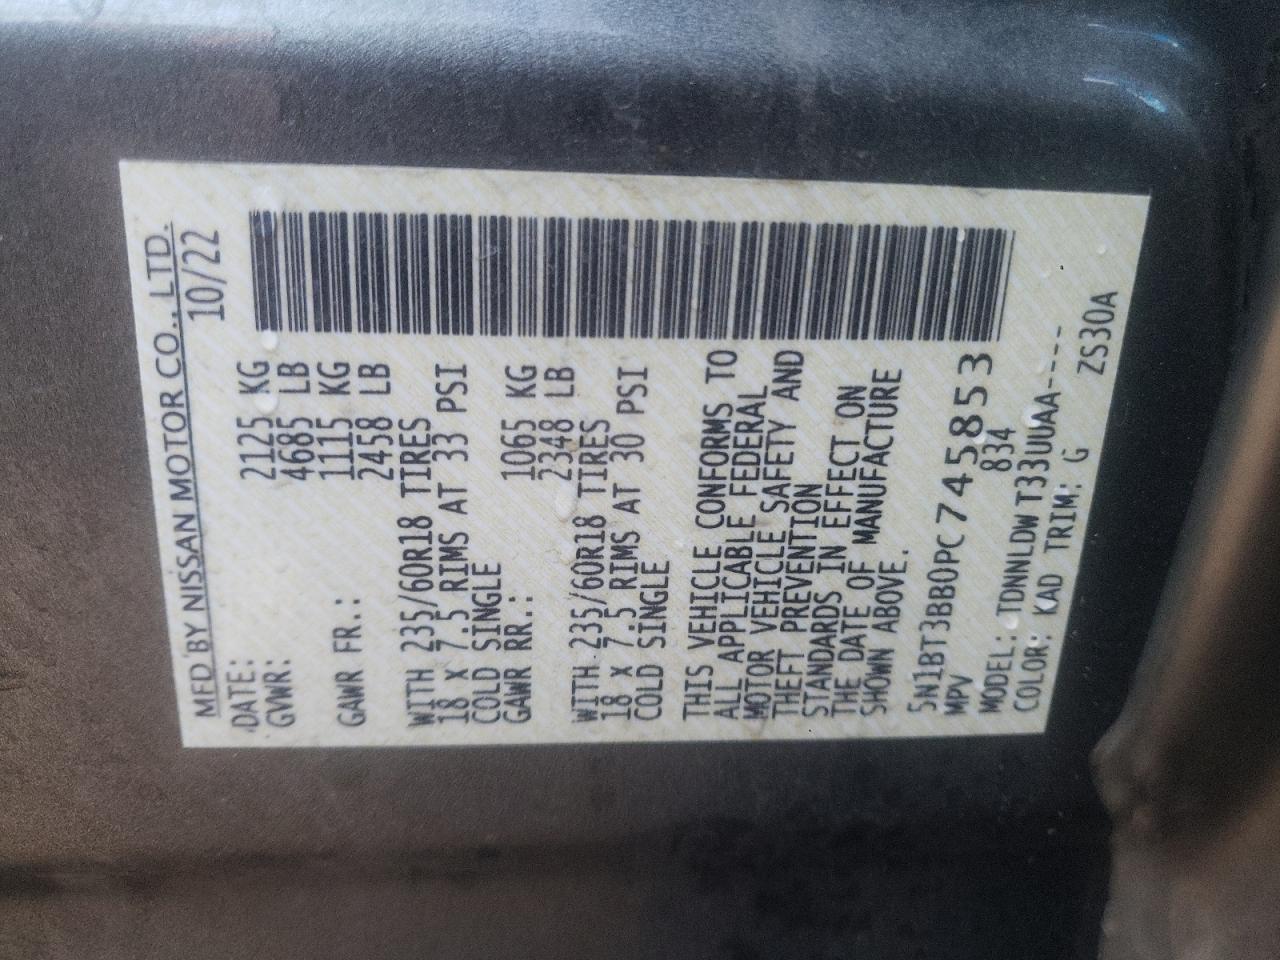 MFD BY NISSAN MOTOR CO., LTD.
DATE: 10/22
GVWR: 2125 KG
4685 LB
GAWR FR.: 1115 KG
2458 LB
WITH 235/60R18 TIRES
18 X 7.5 RIMS AT 33 PSI
COLD SINGLE
GAWR RR.: 1065 KG
2348 LB
WITH 235/60R18 TIRES
18 X 7.5 RIMS AT 30 PSI
COLD SINGLE
THIS VEHICLE CONFORMS TO
ALL APPLICABLE FEDERAL
MOTOR VEHICLE SAFETY AND
THEFT PREVENTION
STANDARDS IN EFFECT ON
THE DATE OF MANUFACTURE
SHOWN ABOVE.
5N1BT3BB0PC745853
MPV 834
MODEL: TDNNLDW T33UUAA----
COLOR: KAD TRIM: G ZS30A